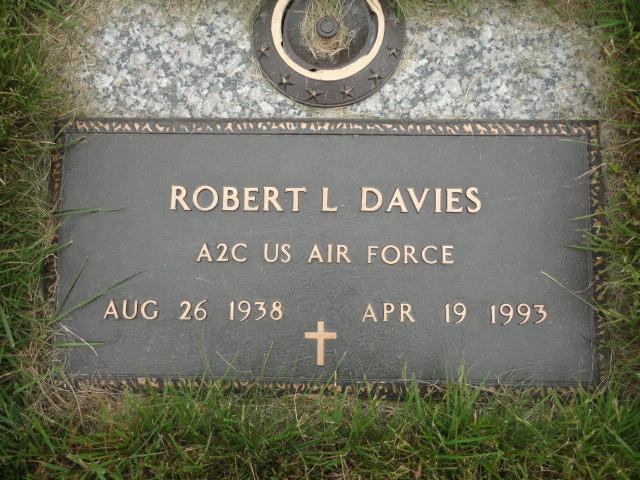 ROBERT L DAVIES
A2C US AIR FORCE
AUG 26 1938 APR 19 1993